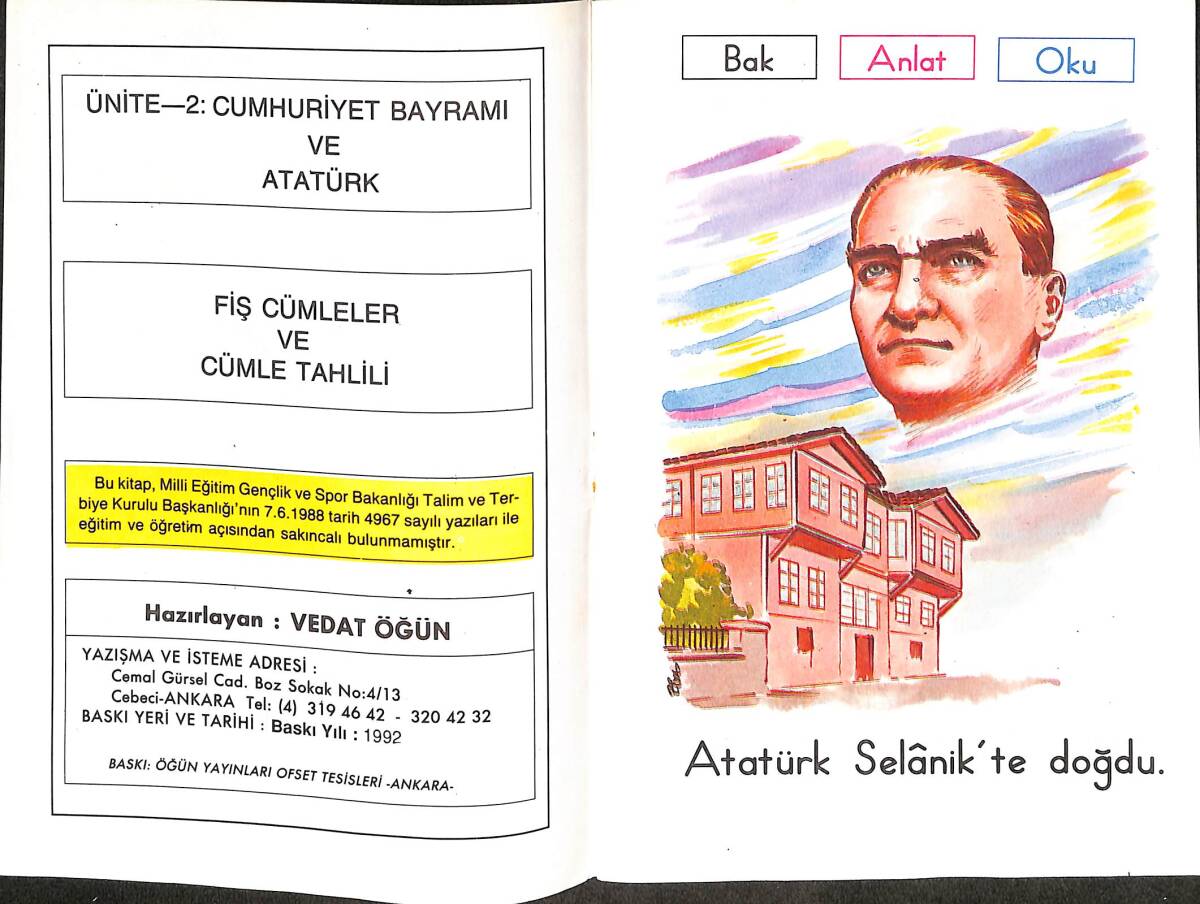 ÜNİTE—2: CUMHURİYET BAYRAMI
VE
ATATÜRK
FİŞ CÜMLELER
VE
CÜMLE TAHLİLİ
Bu kitap, Milli Eğitim Gençlik ve Spor Bakanlığı Talim ve Ter-
biye Kurulu Başkanlığı'nın 7.6.1988 tarih 4967 sayılı yazıları ile
eğitim ve öğretim açısından sakıncalı bulunmamıştır.
Hazırlayan : VEDAT ÖĞÜN
YAZIŞMA VE İSTEME ADRESİ :
Cemal Gürsel Cad. Boz Sokak No:4/13
Cebeci-ANKARA Tel: (4) 319 46 42 - 320 42 32
BASKI YERİ VE TARİHİ : Baskı Yılı : 1992
BASKI: ÖĞÜN YAYINLARI OFSET TESİSLERİ -ANKARA-
Bak Anlat Oku
Atatürk Selânik'te doğdu.